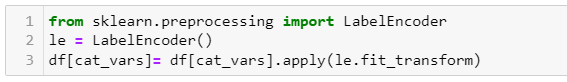 1 from sklearn.preprocessing import LabelEncoder
2 le = LabelEncoder()
3 df[cat_vars]= df[cat_vars].apply(le.fit_transform)